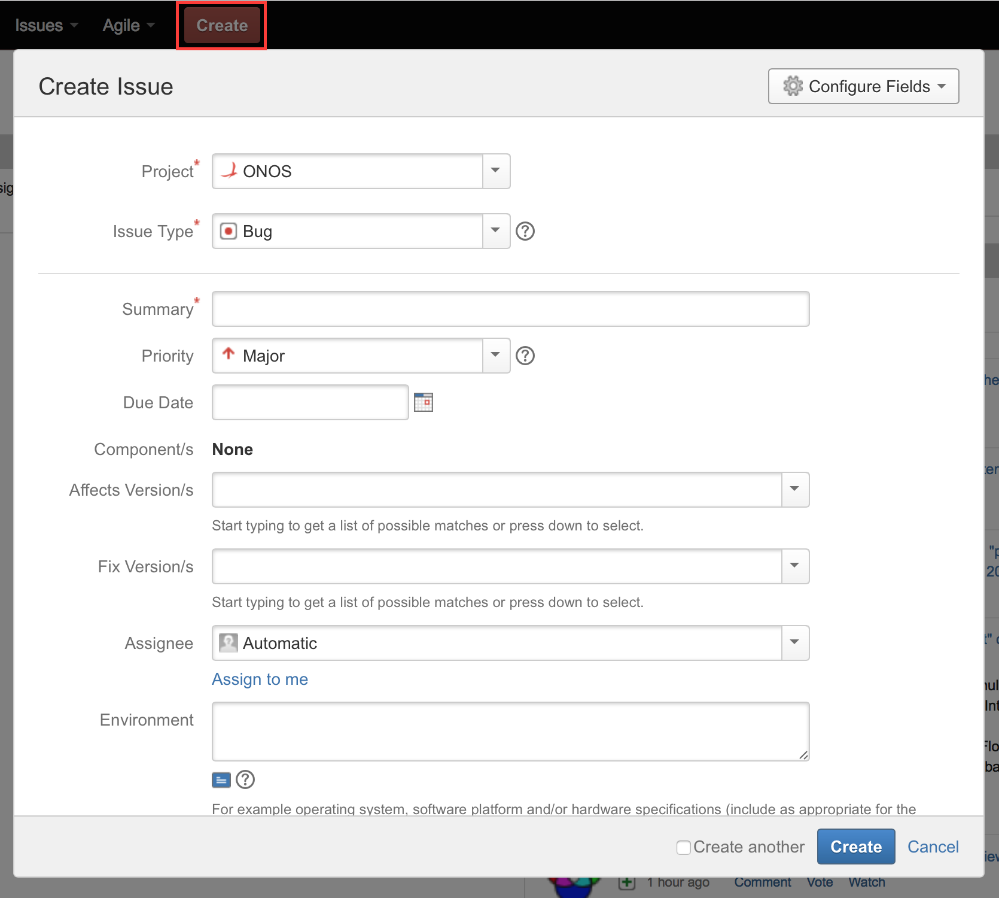 Issues Agile Create
Create Issue
Configure Fields
Project* ONOS
Issue Type* Bug
Summary*
Priority Major
Due Date
Component/s None
Affects Version/s
Start typing to get a list of possible matches or press down to select.
Fix Version/s
Start typing to get a list of possible matches or press down to select.
Assignee Automatic
Assign to me
Environment
For example operating system, software platform and/or hardware specifications (include as appropriate for the
Create another Create Cancel
1 hour ago Comment Vote Watch